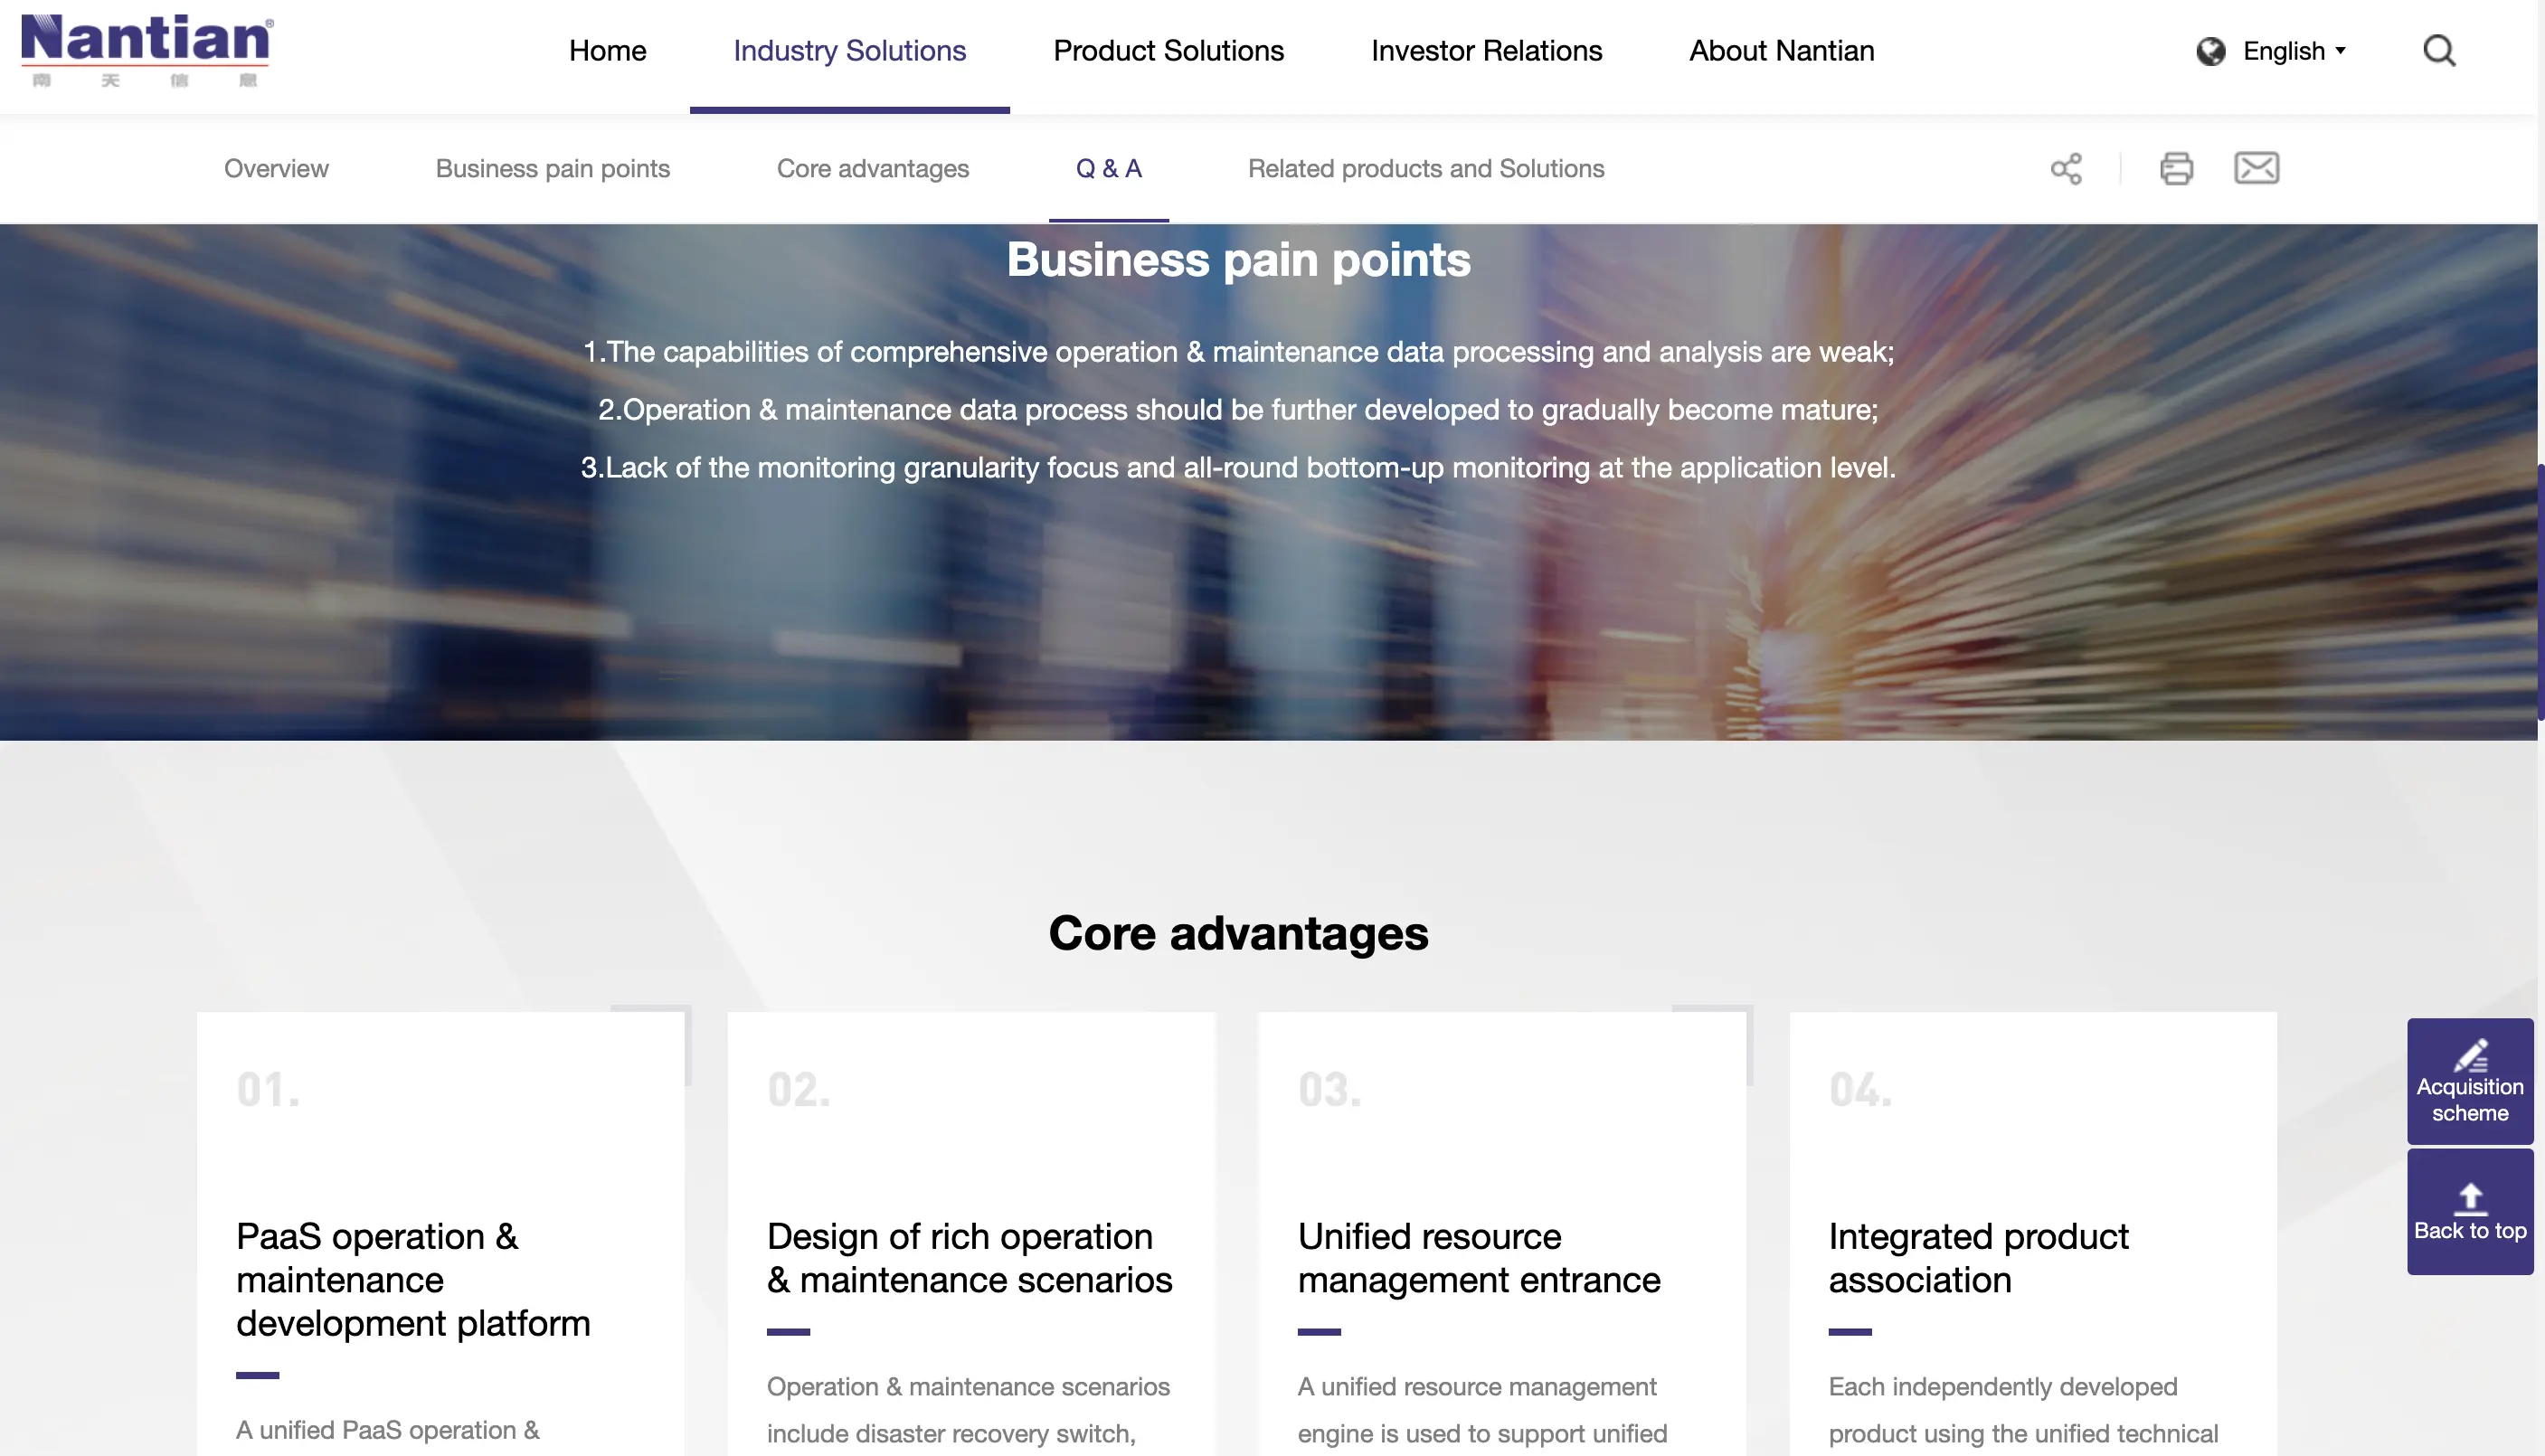 Nantian®
南天信息
Home
Industry Solutions
Product Solutions
Investor Relations
About Nantian
English
Overview
Business pain points
Core advantages
Q & A
Related products and Solutions
Business pain points
1.The capabilities of comprehensive operation & maintenance data processing and analysis are weak;
2.Operation & maintenance data process should be further developed to gradually become mature;
3.Lack of the monitoring granularity focus and all-round bottom-up monitoring at the application level.
Core advantages
01.
PaaS operation &
maintenance
development platform
A unified PaaS operation &
02.
Design of rich operation
& maintenance scenarios
Operation & maintenance scenarios
include disaster recovery switch,
03.
Unified resource
management entrance
A unified resource management
engine is used to support unified
04.
Integrated product
association
Each independently developed
product using the unified technical
Acquisition
scheme
Back to top